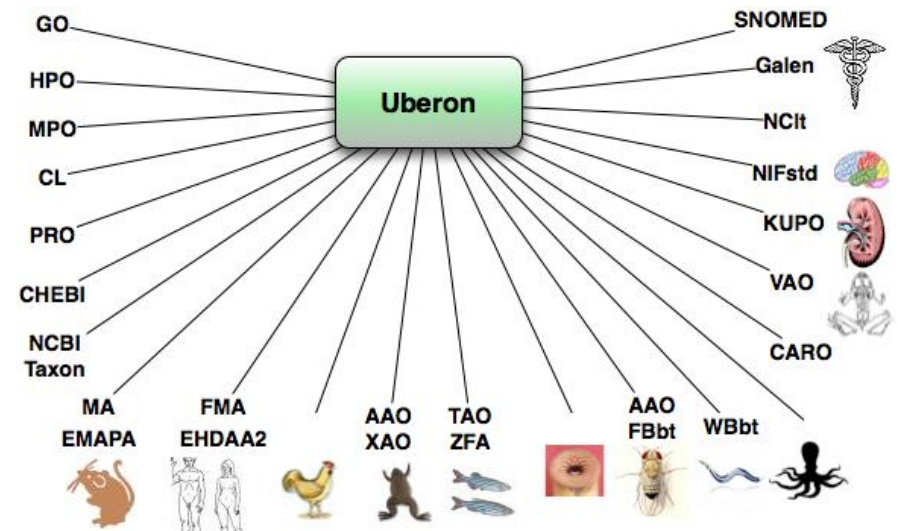 GO
HPO
MPO
CL
PRO
CHEBI
NCBI
Taxon
Uberon
SNOMED
Galen
NCIt
NIFstd
KUPO
VAO
CARO
MA
EMAPA
FMA
EHDAA2
AAO
XAO
TAO
ZFA
AAO
FBbt
WBbt